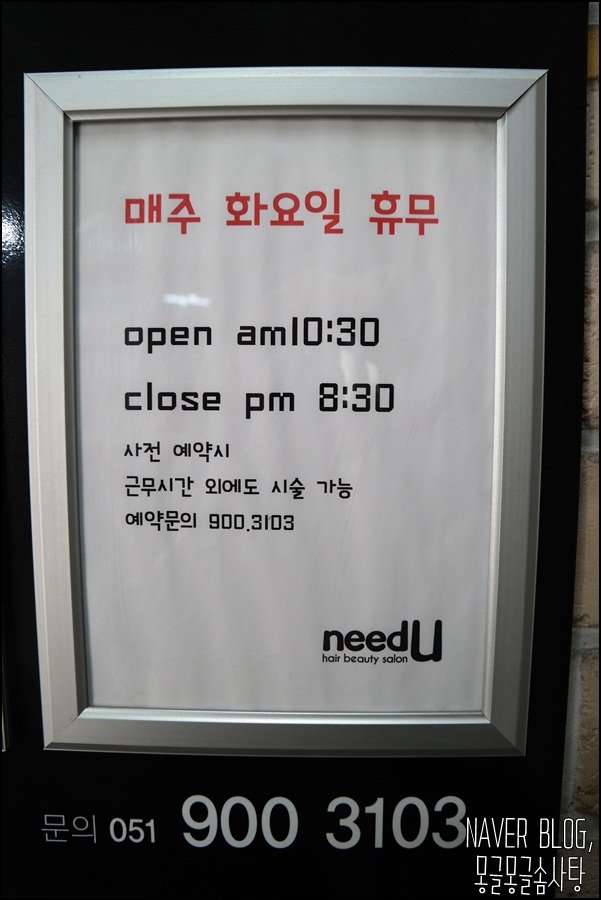 매주 화요일 휴무
open am10:30
close pm 8:30
사전 예약시
근무시간 외에도 시술 가능
예약문의 900.3103
needU
hair beauty salon
문의 051 900 3103
NAVER BLOG,
몽글몽글솜사탕